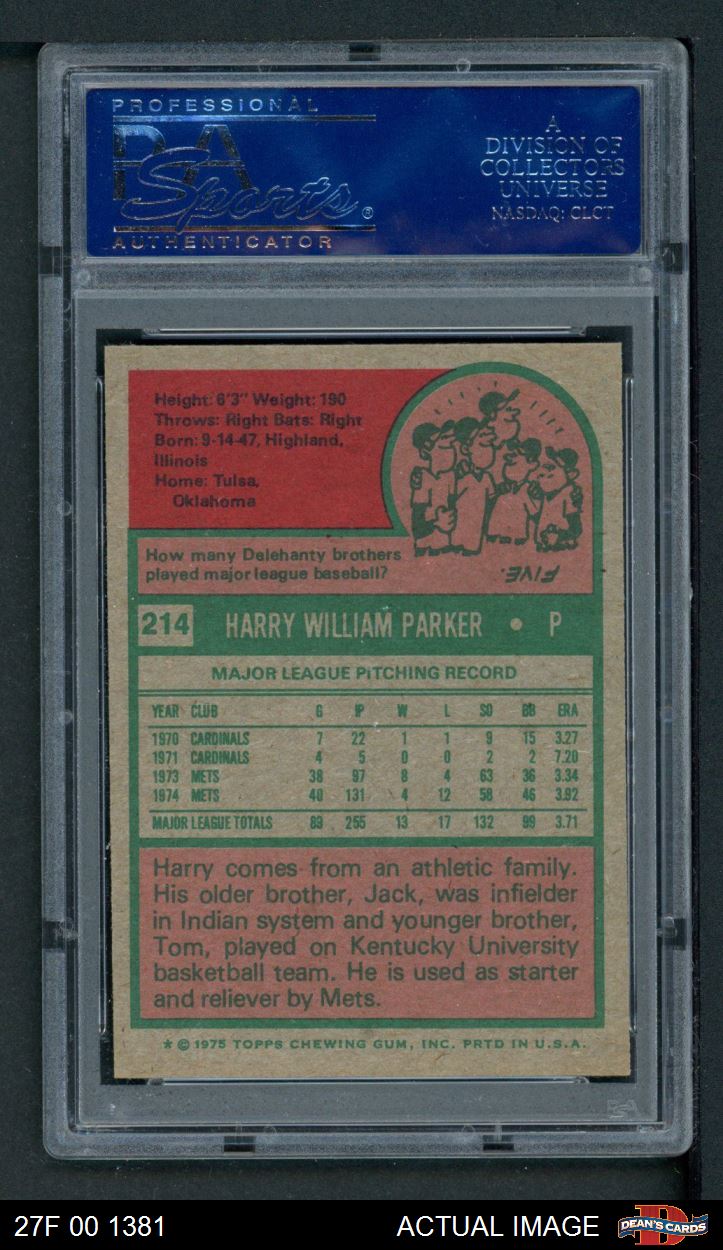 PROFESSIONAL
PSA
Sports®
AUTHENTICATOR
A
DIVISION OF
COLLECTORS
UNIVERSE
NASDAQ: CLCT
Height: 6'3" Weight: 190
Throws: Right Bats: Right
Born: 9-14-47, Highland,
Illinois
Home: Tulsa,
Oklahoma
How many Delehanty brothers
played major league baseball?
FIVE.
214 HARRY WILLIAM PARKER • P
MAJOR LEAGUE PITCHING RECORD
YEAR CLUB G IP W L SO BB ERA
1970 CARDINALS 7 22 1 1 9 15 3.27
1971 CARDINALS 4 5 0 0 2 2 7.20
1973 METS 38 97 8 4 63 36 3.34
1974 METS 40 131 4 12 58 46 3.92
MAJOR LEAGUE TOTALS 89 255 13 17 132 99 3.71
Harry comes from an athletic family.
His older brother, Jack, was infielder
in Indian system and younger brother,
Tom, played on Kentucky University
basketball team. He is used as starter
and reliever by Mets.
* © 1975 TOPPS CHEWING GUM, INC. PRTD IN U.S.A.
27F 00 1381 ACTUAL IMAGE DEAN'S CARDS